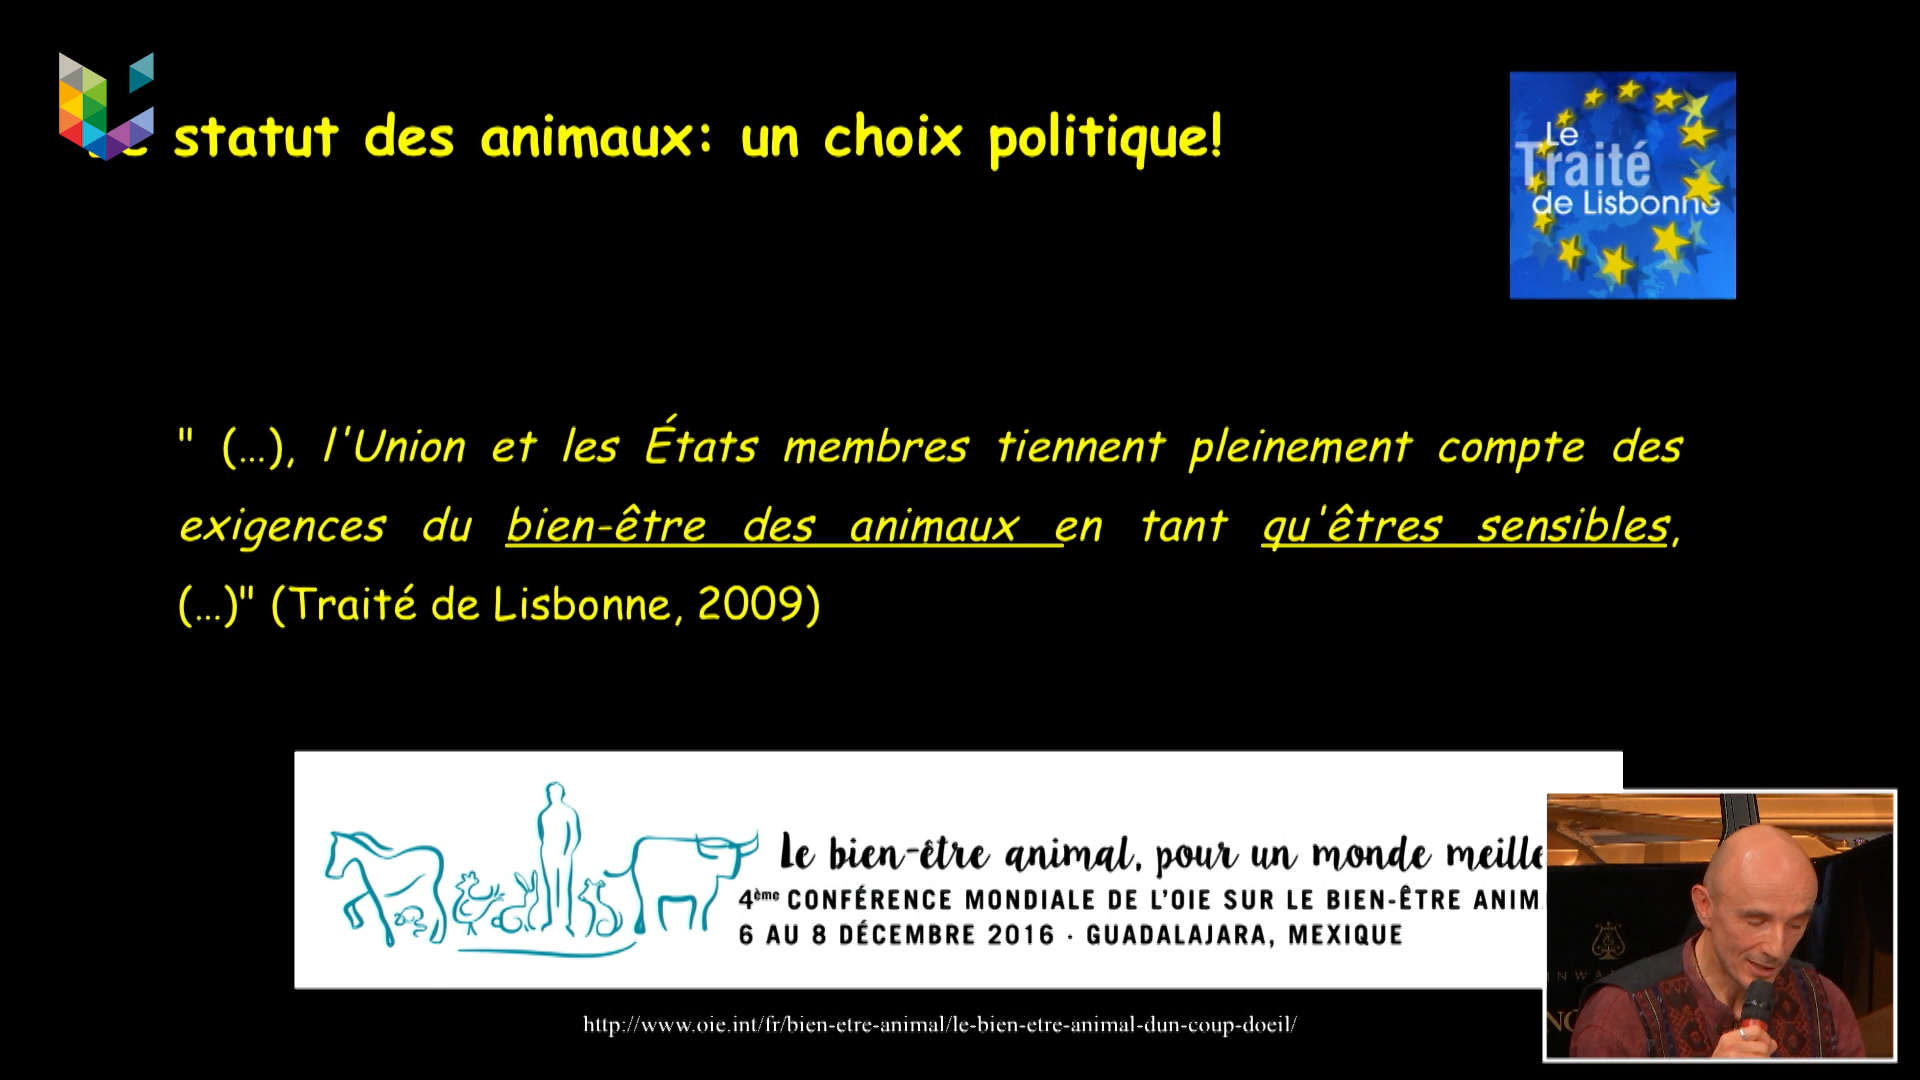 statut des animaux: un choix politique!
Le
Traité
de Lisbonne
" (...), l'Union et les États membres tiennent pleinement compte des
exigences du bien-être des animaux en tant qu'êtres sensibles,
(...)" (Traité de Lisbonne, 2009)
Le bien-être animal, pour un monde meille
4ème CONFÉRENCE MONDIALE DE L'OIE SUR LE BIEN-ÊTRE ANIM
6 AU 8 DÉCEMBRE 2016 · GUADALAJARA, MEXIQUE
http://www.oie.int/fr/bien-etre-animal/le-bien-etre-animal-dun-coup-doeil/